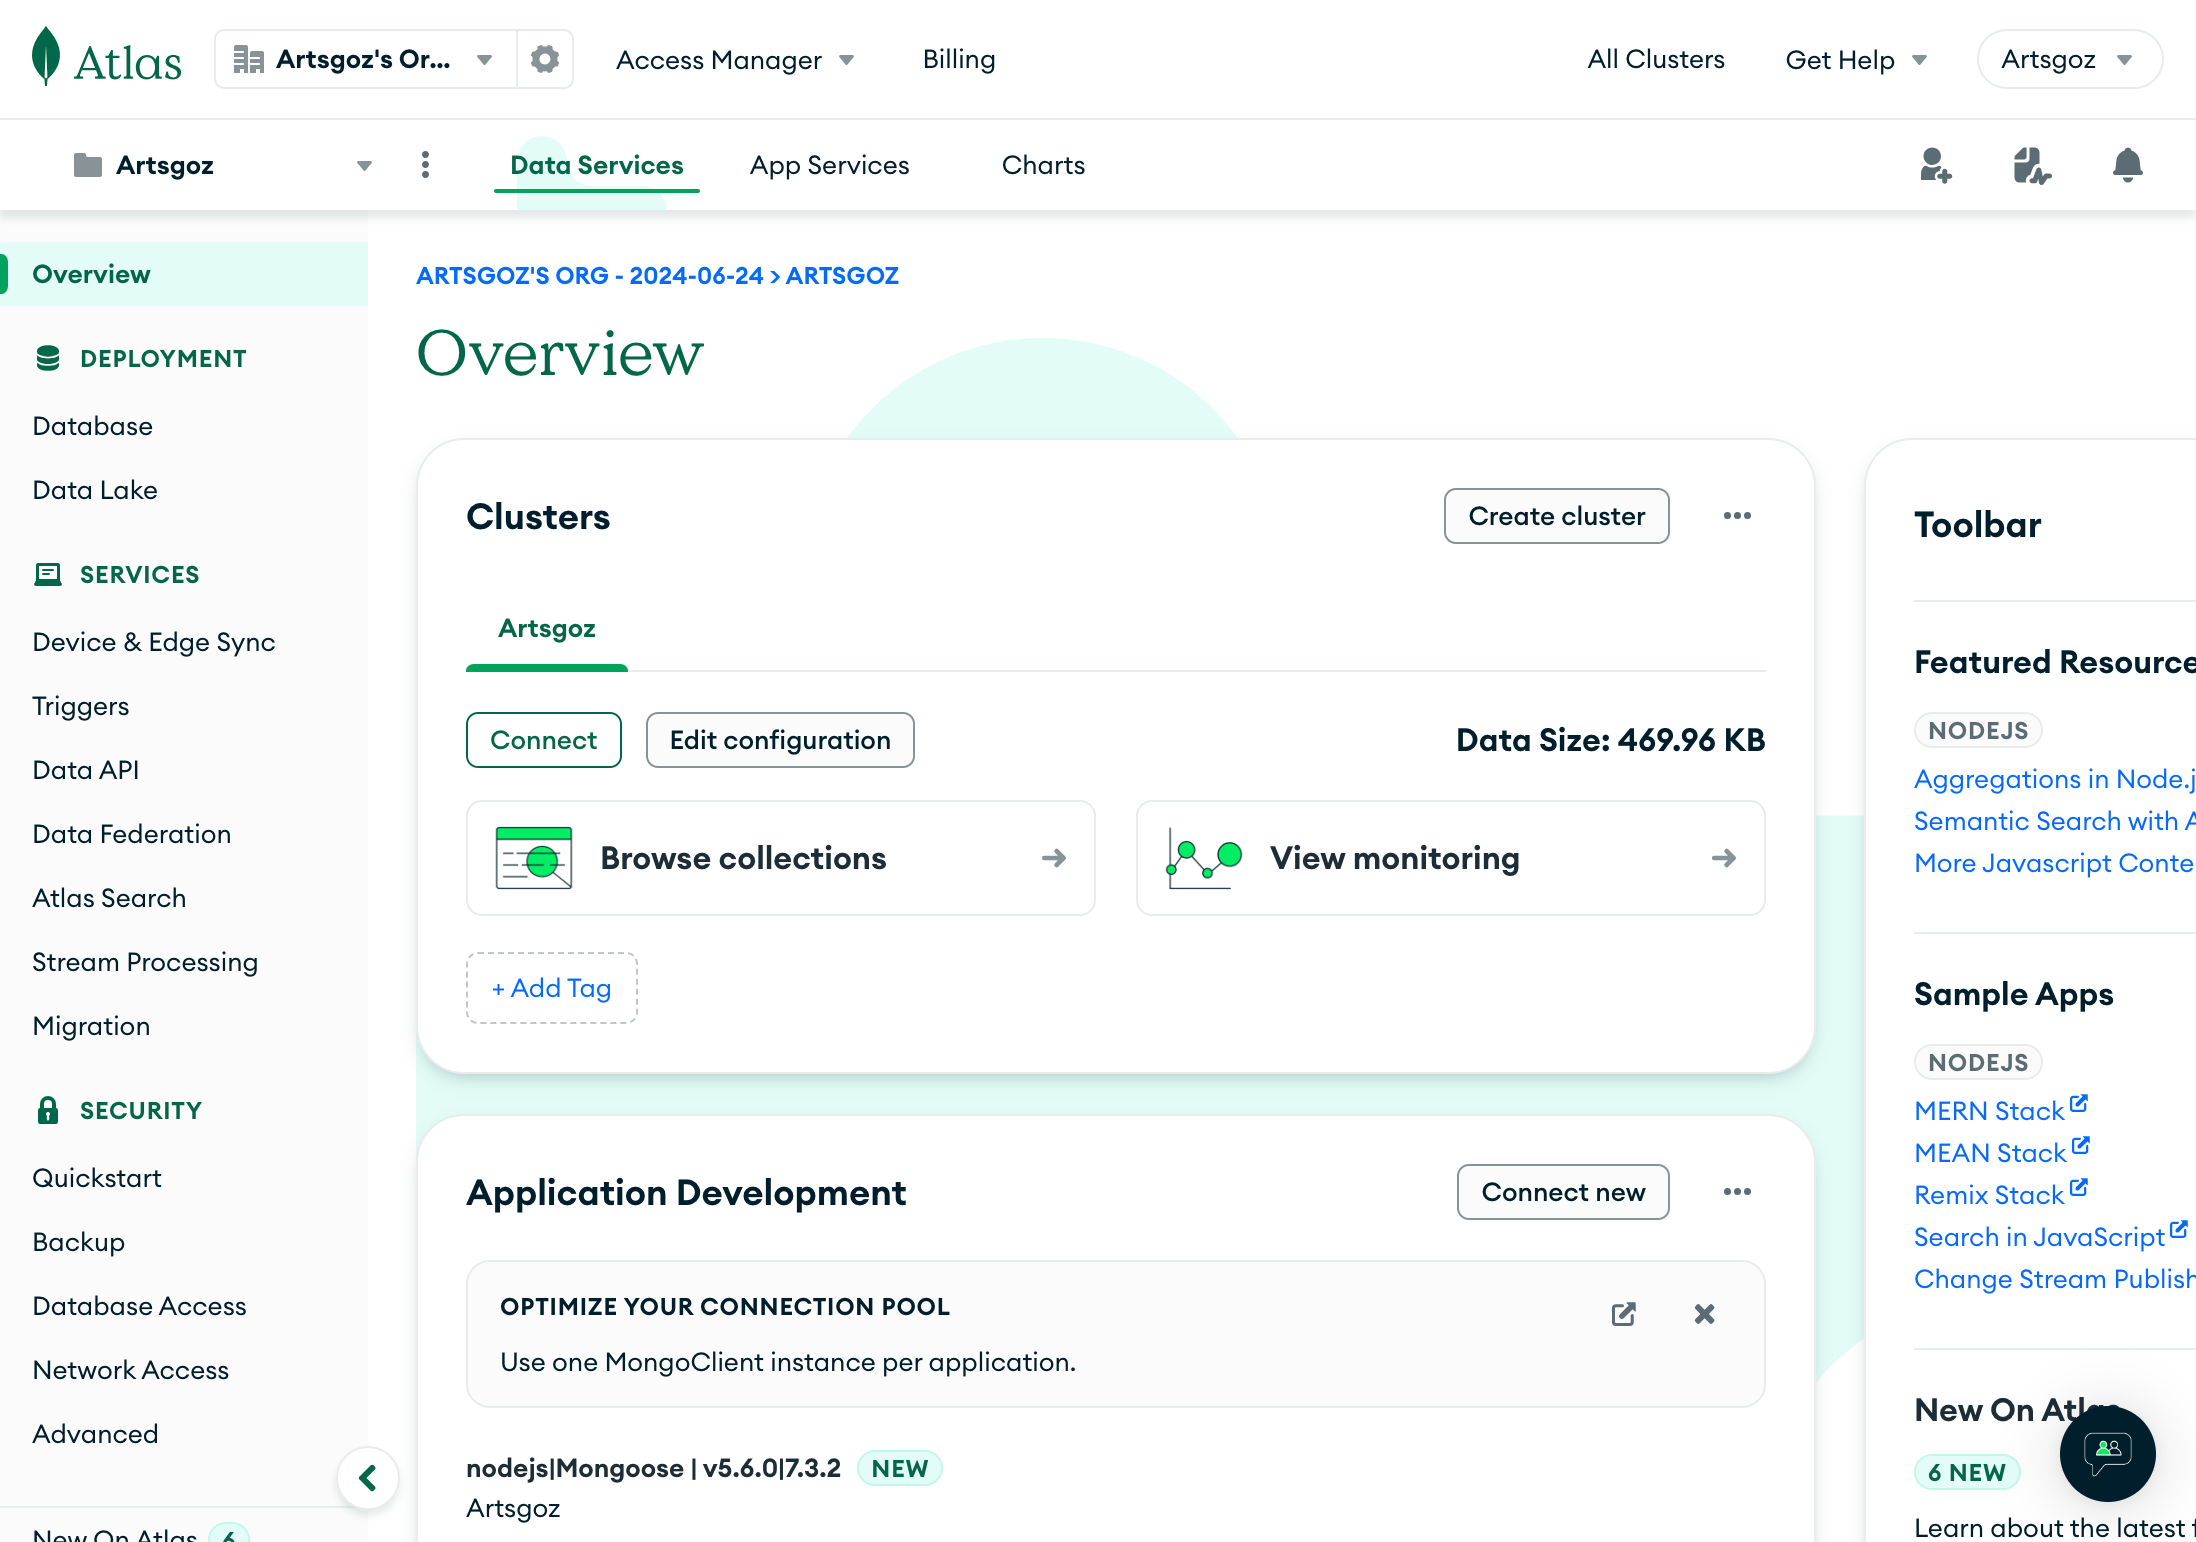 Atlas
Artsgoz's Or...
Access Manager
Billing
All Clusters
Get Help
Artsgoz
Artsgoz
Data Services
App Services
Charts
Overview
DEPLOYMENT
Database
Data Lake
SERVICES
Device & Edge Sync
Triggers
Data API
Data Federation
Atlas Search
Stream Processing
Migration
SECURITY
Quickstart
Backup
Database Access
Network Access
Advanced
New On Atlas 6
ARTSGOZ'S ORG - 2024-06-24 > ARTSGOZ
Overview
Clusters
Create cluster
Artsgoz
Connect
Edit configuration
Data Size: 469.96 KB
Browse collections
View monitoring
+ Add Tag
Application Development
Connect new
OPTIMIZE YOUR CONNECTION POOL
Use one MongoClient instance per application.
nodejs|Mongoose | v5.6.0|7.3.2 NEW
Artsgoz
Toolbar
Featured Resource
NODEJS
Aggregations in Node.j
Semantic Search with A
More Javascript Conte
Sample Apps
NODEJS
MERN Stack
MEAN Stack
Remix Stack
Search in JavaScript
Change Stream Publish
New On Atlas
6 NEW
Learn about the latest f